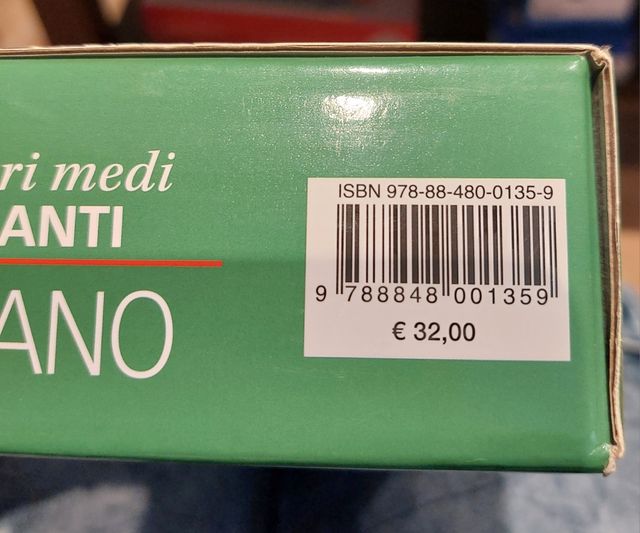 ri medi
ANTI
ANO
ISBN 978-88-480-0135-9
9 788848 001359
€ 32,00